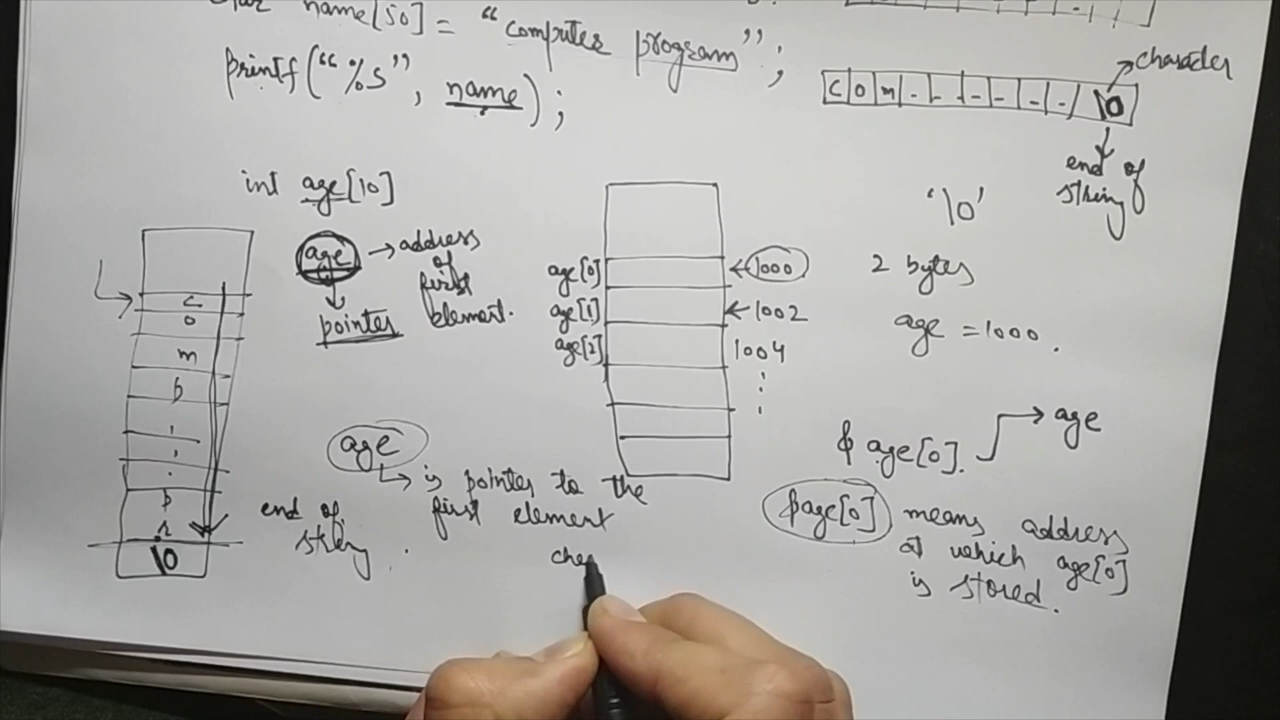 name[50] = "computer program";
printf("%s", name);
c o m - - - - - - - \0
character
end of
string
int age[10]
'\0'
age → address
of
first
element.
pointer
age[0]
age[1]
age[2]
1000
1002
1004
2 bytes
age = 1000.
c
o
m
p
p
r
\0
end of
string.
age
is pointer to the
first element
che
& age[0]. → age
&age[0] means address
at which age[0]
is stored.